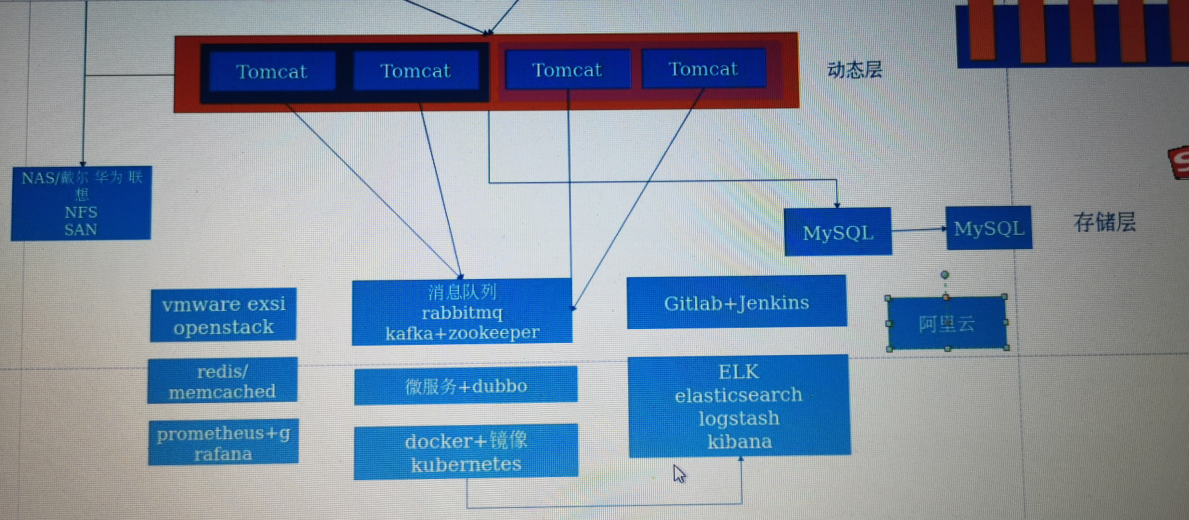 Tomcat
Tomcat
Tomcat
Tomcat
动态层
NAS/戴尔 华为 联
想
NFS
SAN
MySQL
MySQL
存储层
vmware exsi
openstack
消息队列
rabbitmq
kafka+zookeeper
Gitlab+Jenkins
阿里云
redis/
memcached
微服务+dubbo
ELK
elasticsearch
logstash
kibana
prometheus+g
rafana
docker+镜像
kubernetes